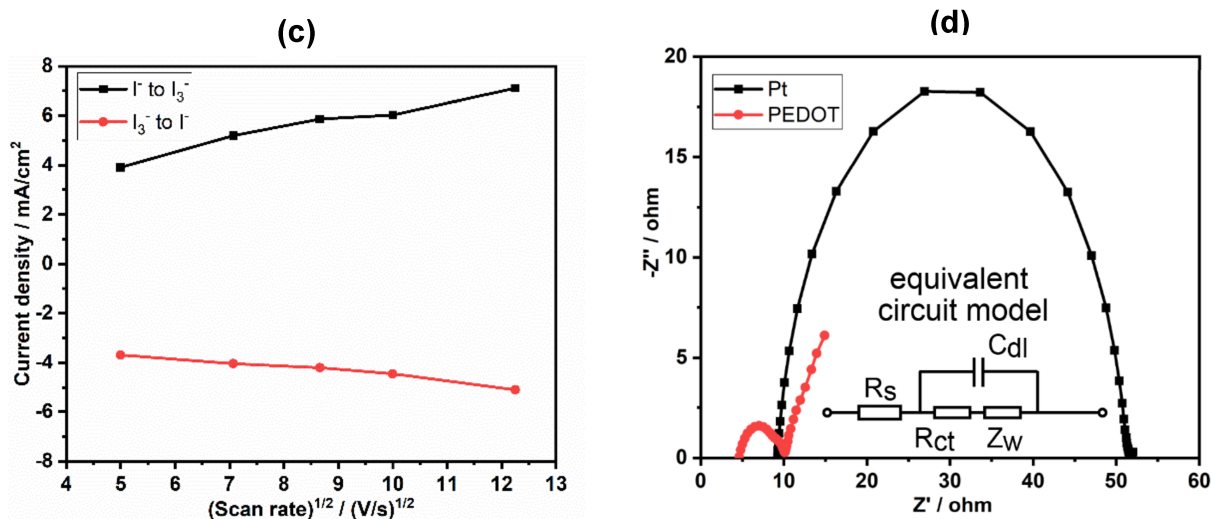 (c)
8
6
4
2
0
-2
-4
-6
-8
Current density / mA/cm²
I⁻ to I₃⁻
I₃⁻ to I⁻
4 5 6 7 8 9 10 11 12 13
(Scan rate)^1/2 / (V/s)^1/2
(d)
20
15
10
5
0
-Z'' / ohm
Pt
PEDOT
equivalent
circuit model
Cdl
Rs
Rct Zw
0 10 20 30 40 50 60
Z' / ohm